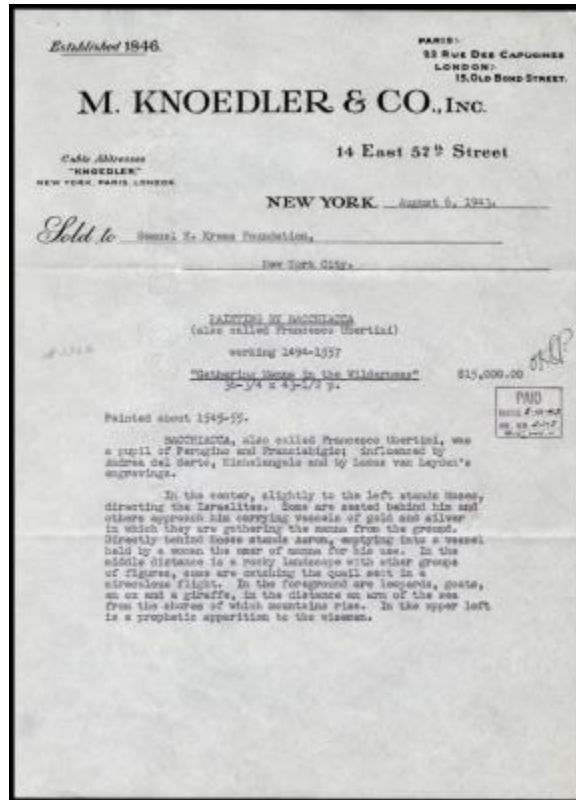 Established 1846.
PARIS:-
22 RUE DES CAPUCINES
LONDON:-
15, OLD BOND STREET.
M. KNOEDLER & CO., INC.
14 East 57th Street
Cable Addresses
"KNOEDLER"
NEW YORK, PARIS, LONDON
NEW YORK August 6, 1943.
Sold to Samuel H. Kress Foundation,
New York City.
PAINTING BY BACCHIACCA
(also called Francesco Ubertini)
working 1494-1557
"Gathering Manna in the Wilderness" $15,000.00
36-3/4 x 43-1/2 p.
PAID
DATE
Painted about 1545-55.
BACCHIACCA, also called Francesco Ubertini, was
a pupil of Perugino and Franciabigio; influenced by
Andrea del Sarto, Michelangelo and by Lucas van Leyden's
engravings.
In the center, slightly to the left stands Moses,
directing the Israelites. Some are seated behind him and
others approach him carrying vessels of gold and silver
in which they are gathering the manna from the ground.
Directly behind Moses stands Aaron, emptying into a vessel
held by a woman the omer of manna for his use. In the
middle distance is a rocky landscape with other groups
of figures, some are catching the quail sent in a
miraculous flight. In the foreground are leopards, goats,
an ox and a giraffe, in the distance an arm of the sea
from the shores of which mountains rise. In the upper left
is a prophetic apparition to the wisemen.